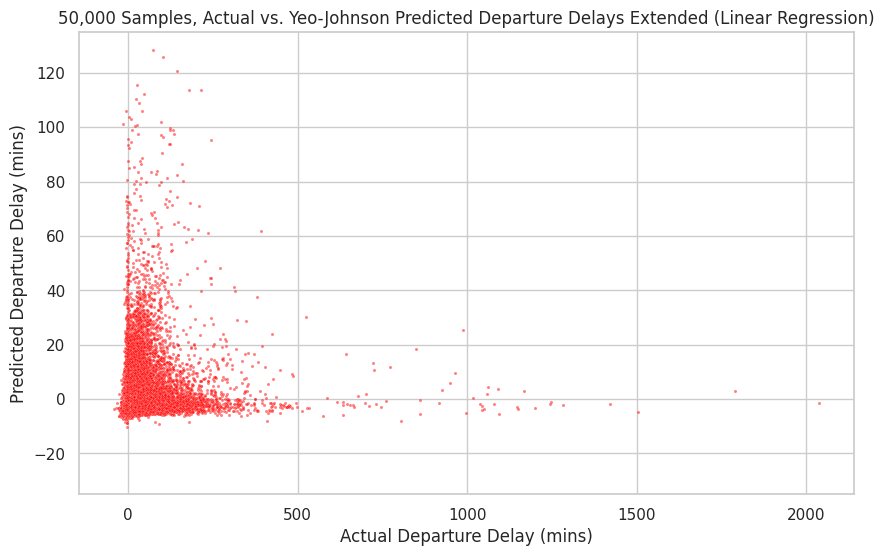 50,000 Samples, Actual vs. Yeo-Johnson Predicted Departure Delays Extended (Linear Regression)
Predicted Departure Delay (mins)
120
100
80
60
40
20
0
−20
0 500 1000 1500 2000
Actual Departure Delay (mins)